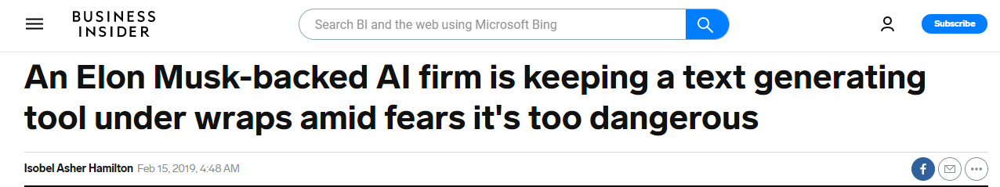 BUSINESS
INSIDER
Search BI and the web using Microsoft Bing
Subscribe
An Elon Musk-backed AI firm is keeping a text generating
tool under wraps amid fears it's too dangerous
Isobel Asher Hamilton Feb 15, 2019, 4:48 AM